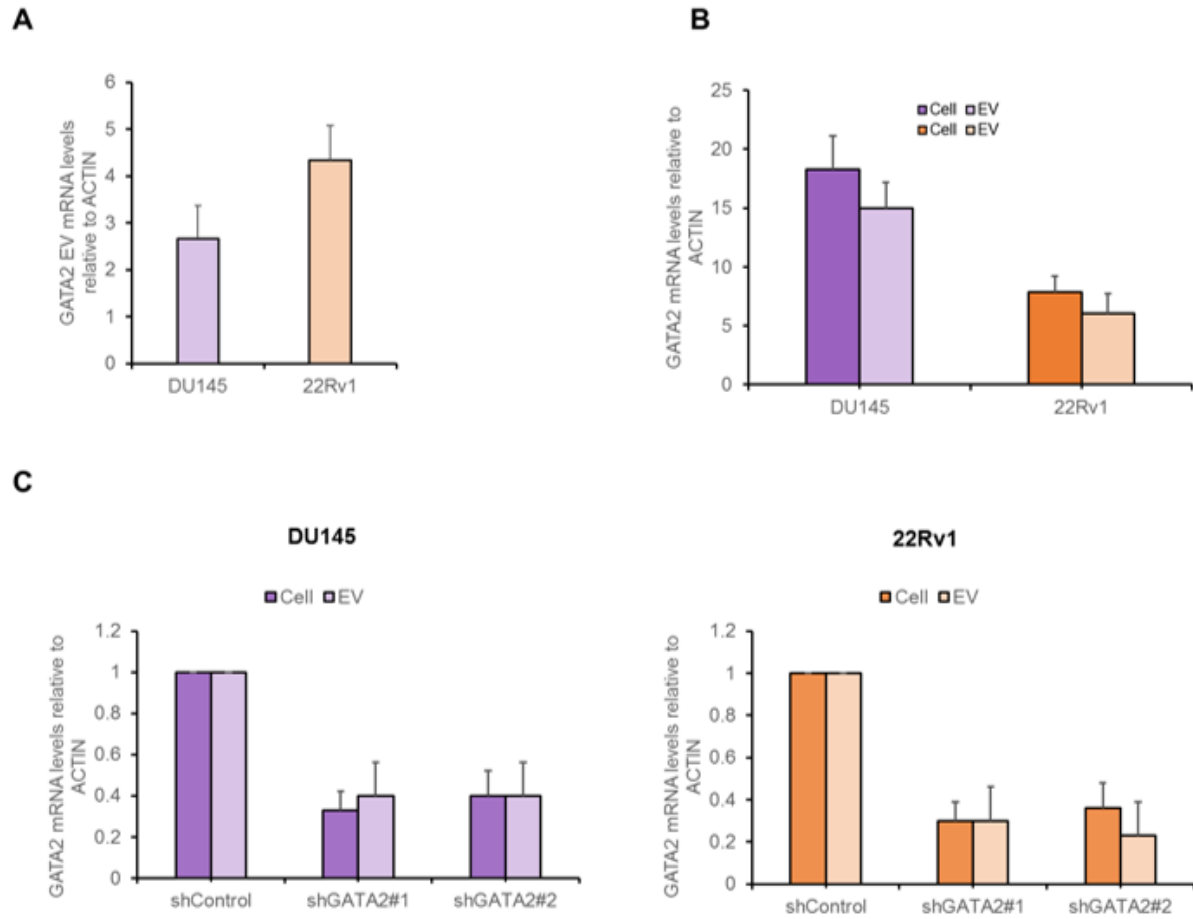 A
GATA2 EV mRNA levels
relative to ACTIN
6
5
4
3
2
1
0
DU145 22Rv1
B
GATA2 mRNA levels relative to
ACTIN
25
20
15
10
5
0
Cell EV
Cell EV
DU145 22Rv1
C
DU145
Cell EV
GATA2 mRNA levels relative to
ACTIN
1.2
1
0.8
0.6
0.4
0.2
0
shControl shGATA2#1 shGATA2#2
22Rv1
Cell EV
GATA2 mRNA levels relative to
ACTIN
1.2
1
0.8
0.6
0.4
0.2
0
shControl shGATA2#1 shGATA2#2